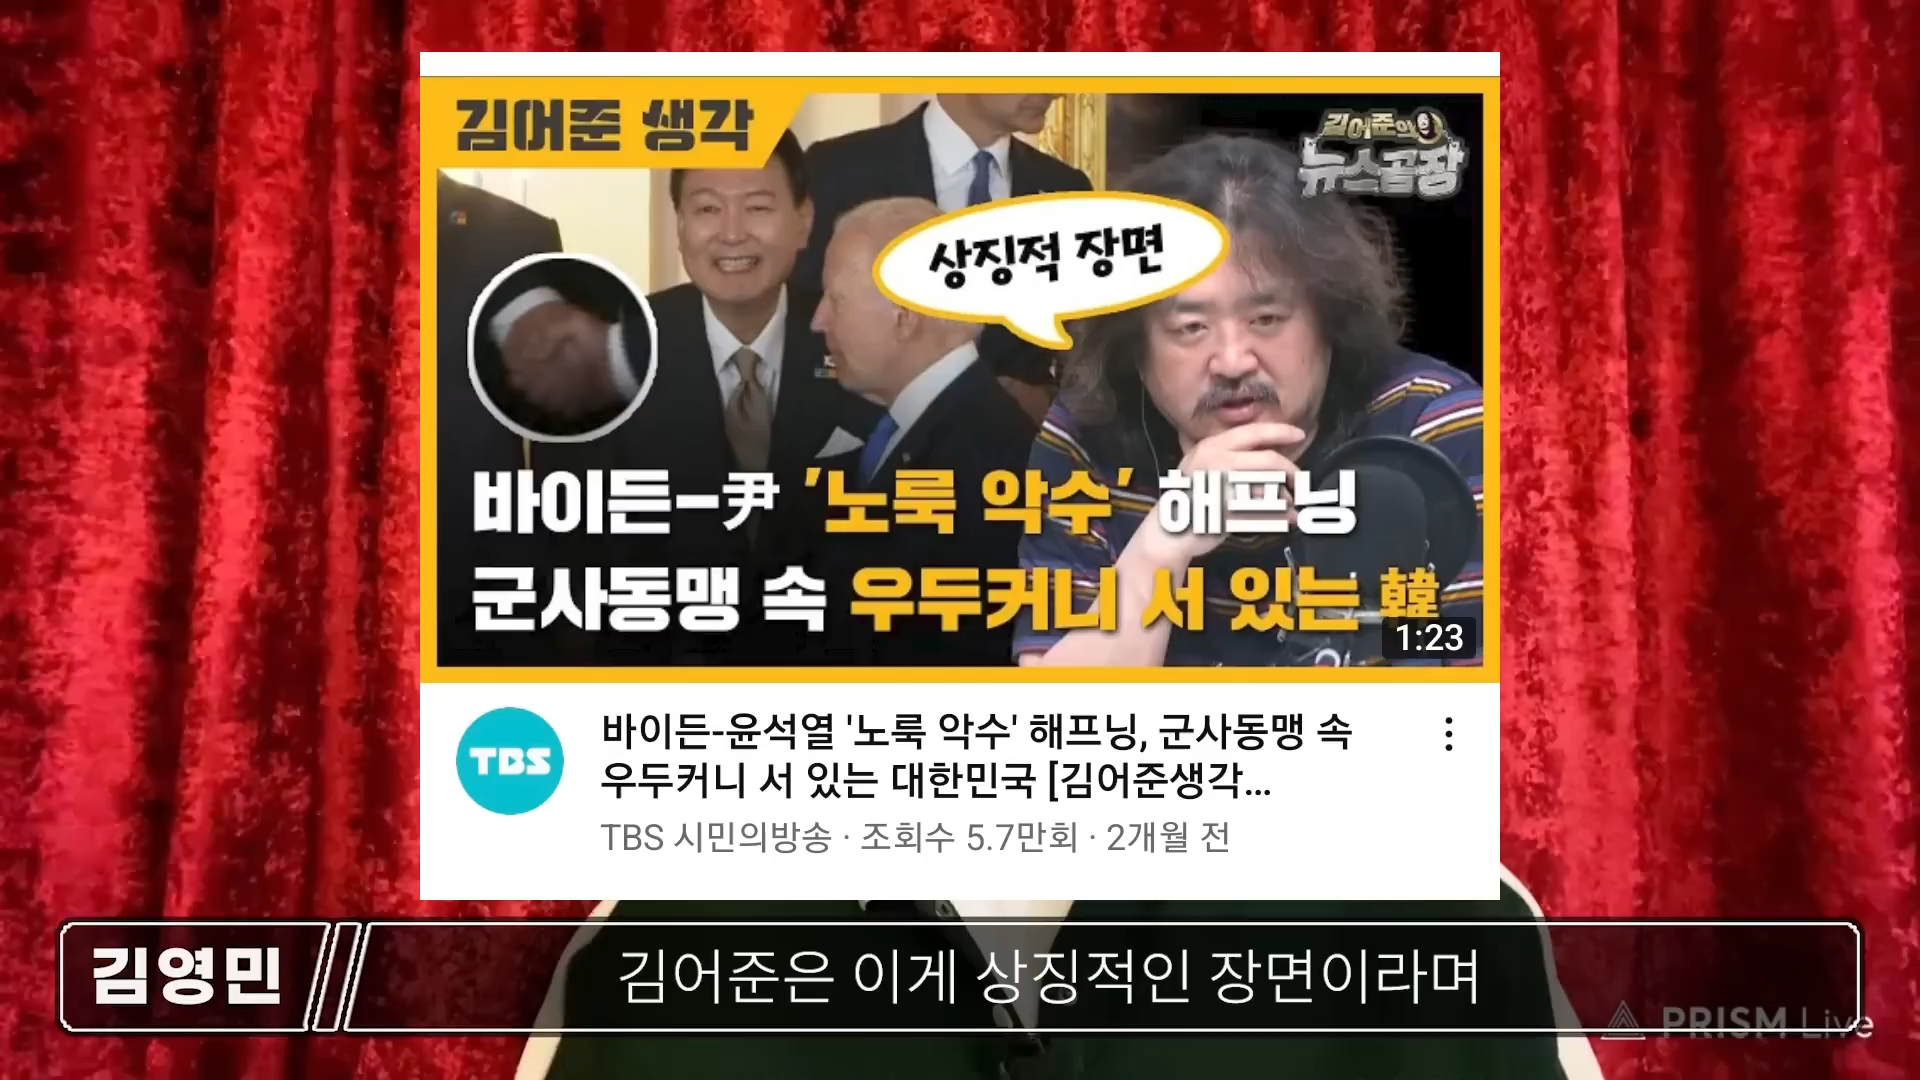 김어준 생각
김어준의
뉴스공장
상징적 장면
바이든-尹 '노룩 악수' 해프닝
군사동맹 속 우두커니 서 있는 韓
1:23
TBS
바이든-윤석열 '노룩 악수' 해프닝, 군사동맹 속
우두커니 서 있는 대한민국 [김어준생각...
TBS 시민의방송 · 조회수 5.7만회 · 2개월 전
김영민
김어준은 이게 상징적인 장면이라며
PRISM Live